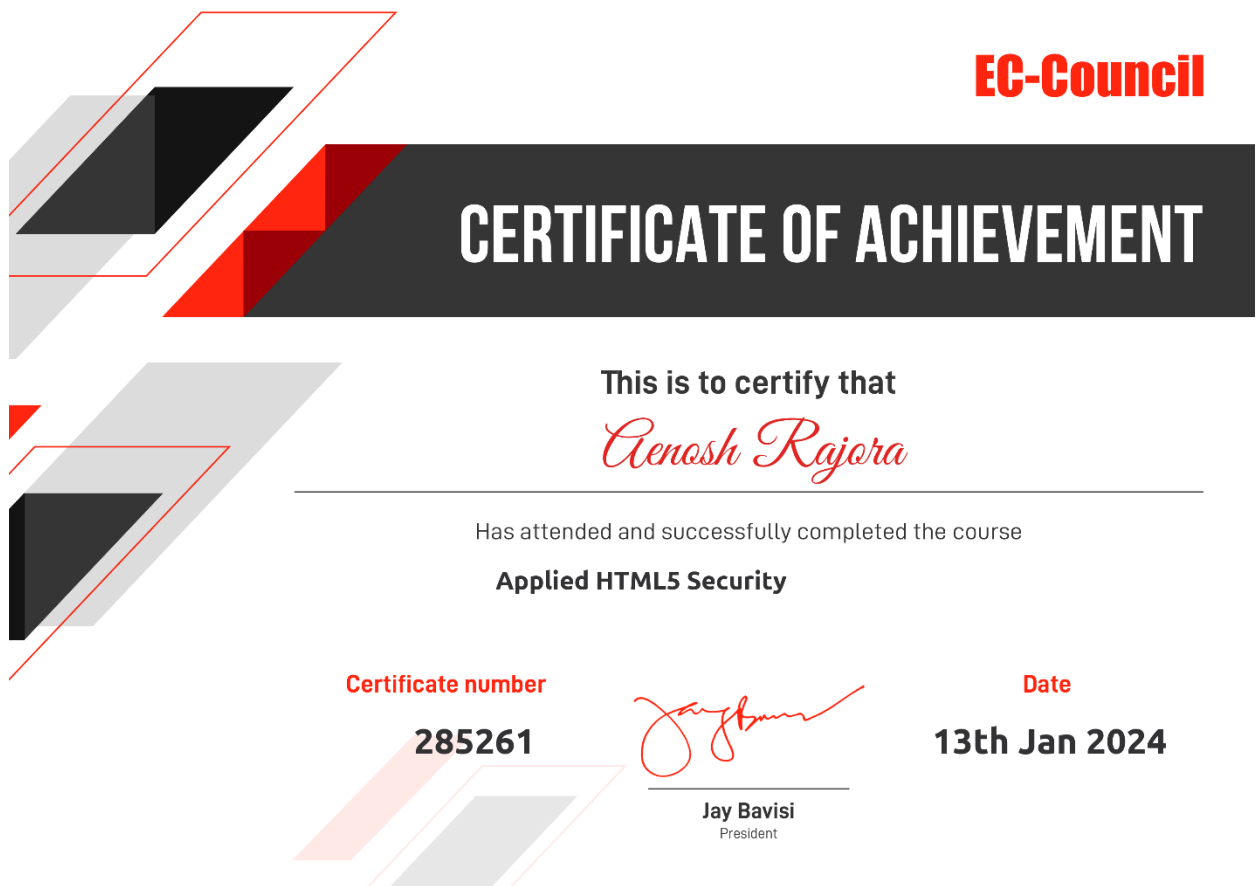 EC-Council
CERTIFICATE OF ACHIEVEMENT
This is to certify that
Aenosh Rajora
Has attended and successfully completed the course
Applied HTML5 Security
Certificate number
285261
Jay Bavisi
President
Date
13th Jan 2024